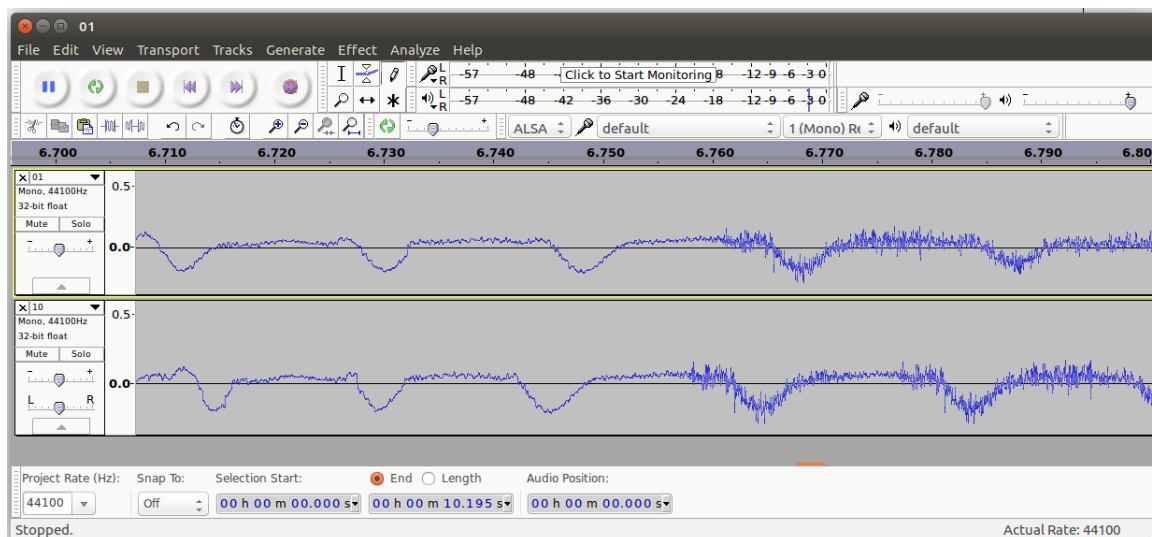 01
File Edit View Transport Tracks Generate Effect Analyze Help
L R -57 -48 -4 Click to Start Monitoring 8 -12 -9 -6 -3 0
L R -57 -48 -42 -36 -30 -24 -18 -12 -9 -6 -3 0
ALSA default 1 (Mono) Re default
6.700 6.710 6.720 6.730 6.740 6.750 6.760 6.770 6.780 6.790 6.80
01
Mono, 44100Hz
32-bit float
Mute Solo
- +
0.5
0.0
10
Mono, 44100Hz
32-bit float
Mute Solo
- +
L R
0.5
0.0
Project Rate (Hz): Snap To: Selection Start: End Length Audio Position:
44100 Off 00 h 00 m 00.000 s 00 h 00 m 10.195 s 00 h 00 m 00.000 s
Stopped. Actual Rate: 44100